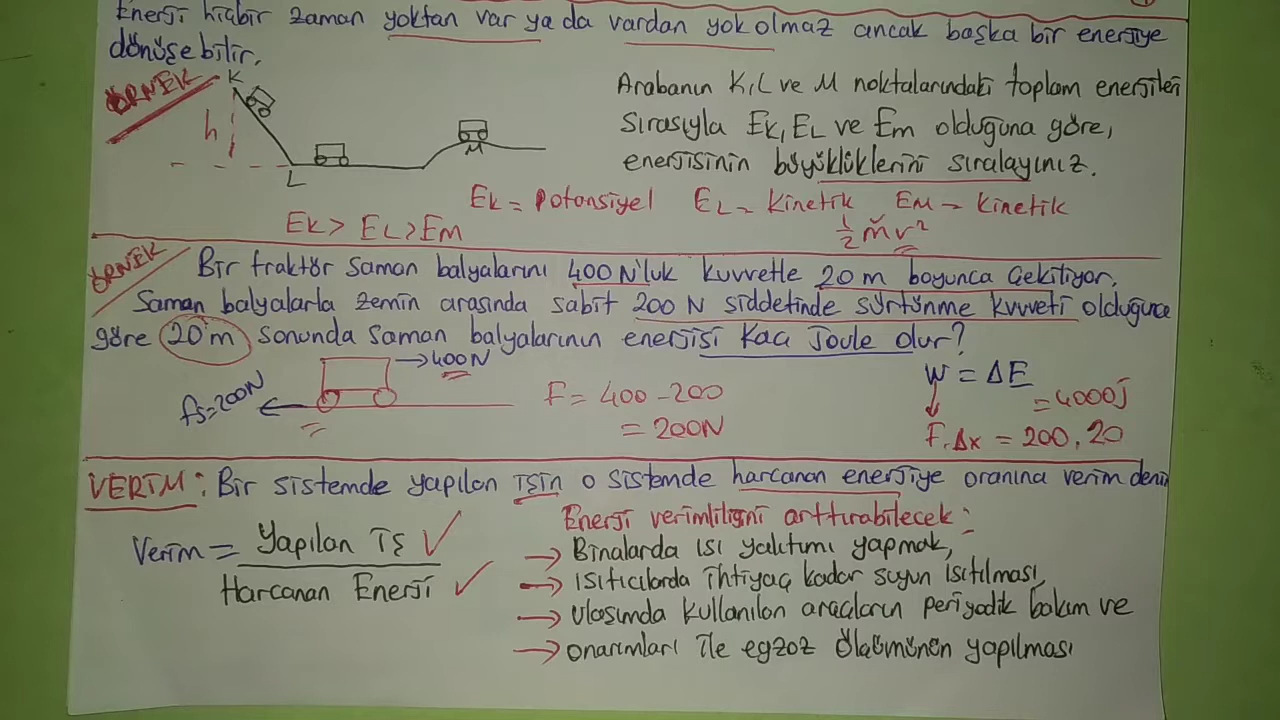 Enerji hiçbir zaman yoktan var ya da vardan yok olmaz ancak başka bir enerjiye
dönüşebilir.
ÖRNEK
K
h
L
M
Arabanın K,L ve M noktalarındaki toplam enerjileri
sırasıyla EK, EL ve Em olduğuna göre,
enerjisinin büyüklüklerini sıralayınız.
Ek = Potansiyel EL → Kinetik EM → Kinetik
½ m v²
Ek > EL > Em
ÖRNEK
Bir traktör saman balyalarını 400 N'luk kuvvetle 20 m boyunca çekiliyor.
Saman balyalarla zemin arasında sabit 200 N şiddetinde sürtünme kuvveti olduğuna
göre 20 m sonunda saman balyalarının enerjisi kaç Joule olur?
fs=200N
→400N
F = 400 - 200
= 200N
W = ΔE
= 4000J
F.Δx = 200.20
VERİM: Bir sistemde yapılan işin o sistemde harcanan enerjiye oranına verim denir
Verim = Yapılan İş
Harcanan Enerji
Enerji verimliliğini arttırabilecek:
→ Binalarda ısı yalıtımı yapmak,
→ Isıtıcılarda ihtiyaç kadar suyun ısıtılması,
→ Ulaşımda kullanılan araçların periyodik bakım ve
→ onarımları ile egzoz ölçümünün yapılması